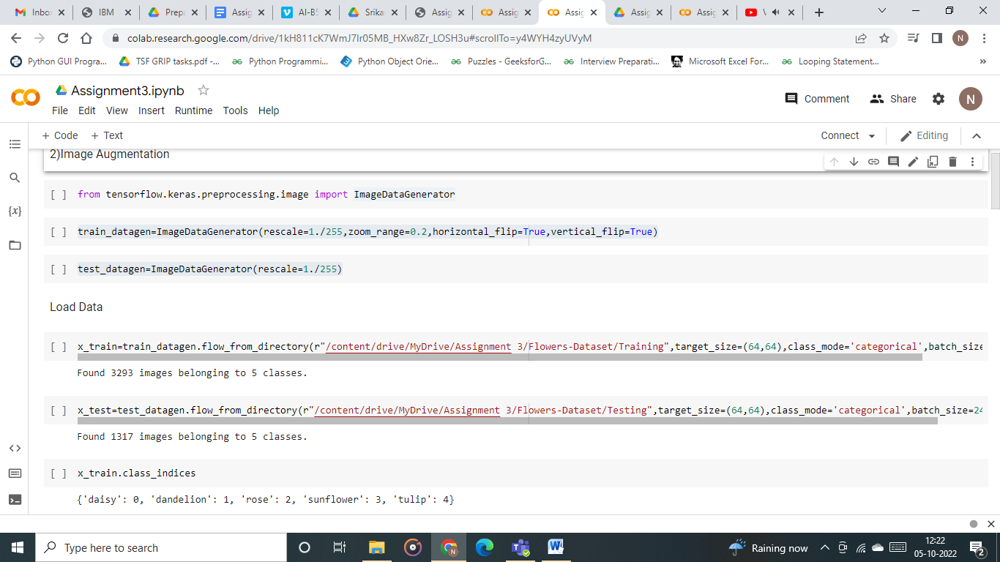 Inbo
IBM
Prep
Assig
AI-BS
Srika
Assig
Assig
Assig
Assig
Assig
colab.research.google.com/drive/1kH811cK7WmJ7Ir05MB_HXw8Zr_LOSH3u#scrollTo=y4WYH4zyUVyM
N
Python GUI Progra...
TSF GRIP tasks.pdf -...
Python Programmi...
Python Object Orie...
Puzzles - GeeksforG...
Interview Preparati...
Microsoft Excel For...
Looping Statement...
»
Assignment3.ipynb
Comment
Share
N
File Edit View Insert Runtime Tools Help
+ Code + Text
Connect
Editing
2)Image Augmentation
[ ] from tensorflow.keras.preprocessing.image import ImageDataGenerator
[ ] train_datagen=ImageDataGenerator(rescale=1./255,zoom_range=0.2,horizontal_flip=True,vertical_flip=True)
[ ] test_datagen=ImageDataGenerator(rescale=1./255)
Load Data
[ ] x_train=train_datagen.flow_from_directory(r"/content/drive/MyDrive/Assignment 3/Flowers-Dataset/Training",target_size=(64,64),class_mode='categorical',batch_size
Found 3293 images belonging to 5 classes.
[ ] x_test=test_datagen.flow_from_directory(r"/content/drive/MyDrive/Assignment 3/Flowers-Dataset/Testing",target_size=(64,64),class_mode='categorical',batch_size=24
Found 1317 images belonging to 5 classes.
[ ] x_train.class_indices
{'daisy': 0, 'dandelion': 1, 'rose': 2, 'sunflower': 3, 'tulip': 4}
Type here to search
Raining now
12:22
05-10-2022
2